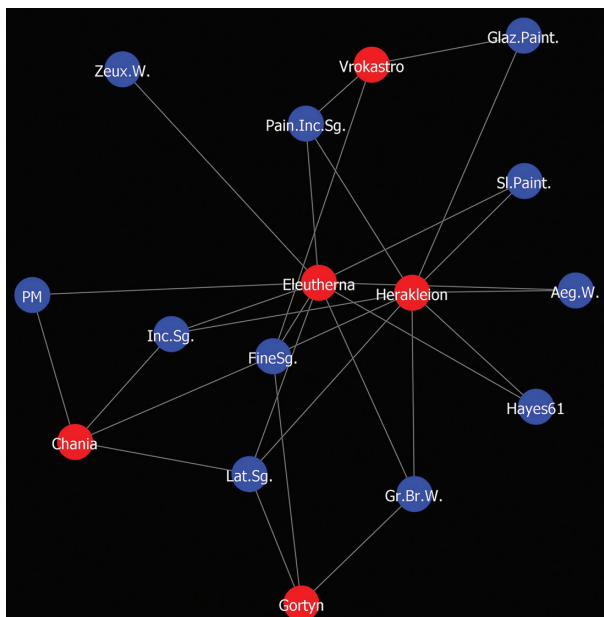 Glaz.Paint.
Vrokastro
Zeux.W.
Pain.Inc.Sg.
Sl.Paint.
Eleutherna
Herakleion
Aeg.W.
PM
Inc.Sg.
FineSg.
Hayes61
Chania
Lat.Sg.
Gr.Br.W.
Gortyn